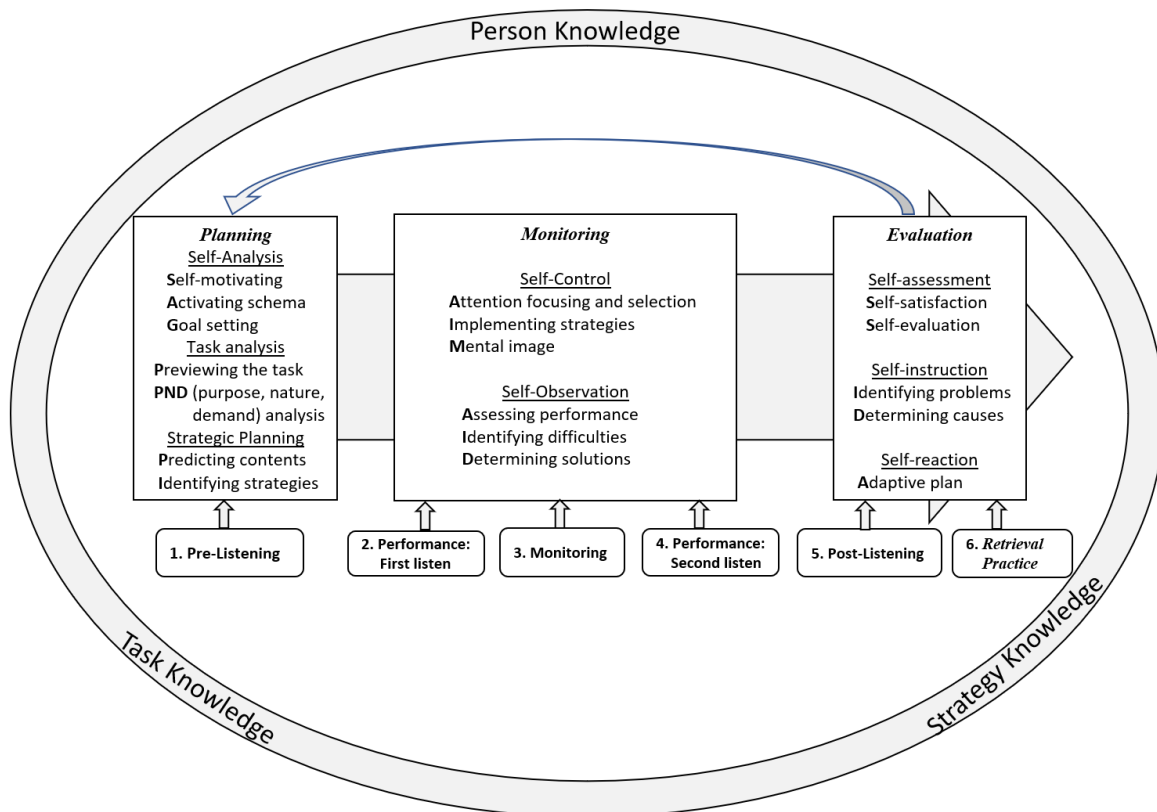 Person Knowledge
Planning
Self-Analysis
Self-motivating
Activating schema
Goal setting
Task analysis
Previewing the task
PND (purpose, nature,
demand) analysis
Strategic Planning
Predicting contents
Identifying strategies
Monitoring
Self-Control
Attention focusing and selection
Implementing strategies
Mental image
Self-Observation
Assessing performance
Identifying difficulties
Determining solutions
Evaluation
Self-assessment
Self-satisfaction
Self-evaluation
Self-instruction
Identifying problems
Determining causes
Self-reaction
Adaptive plan
1. Pre-Listening
2. Performance:
First listen
3. Monitoring
4. Performance:
Second listen
5. Post-Listening
6. Retrieval
Practice
Task Knowledge
Strategy Knowledge